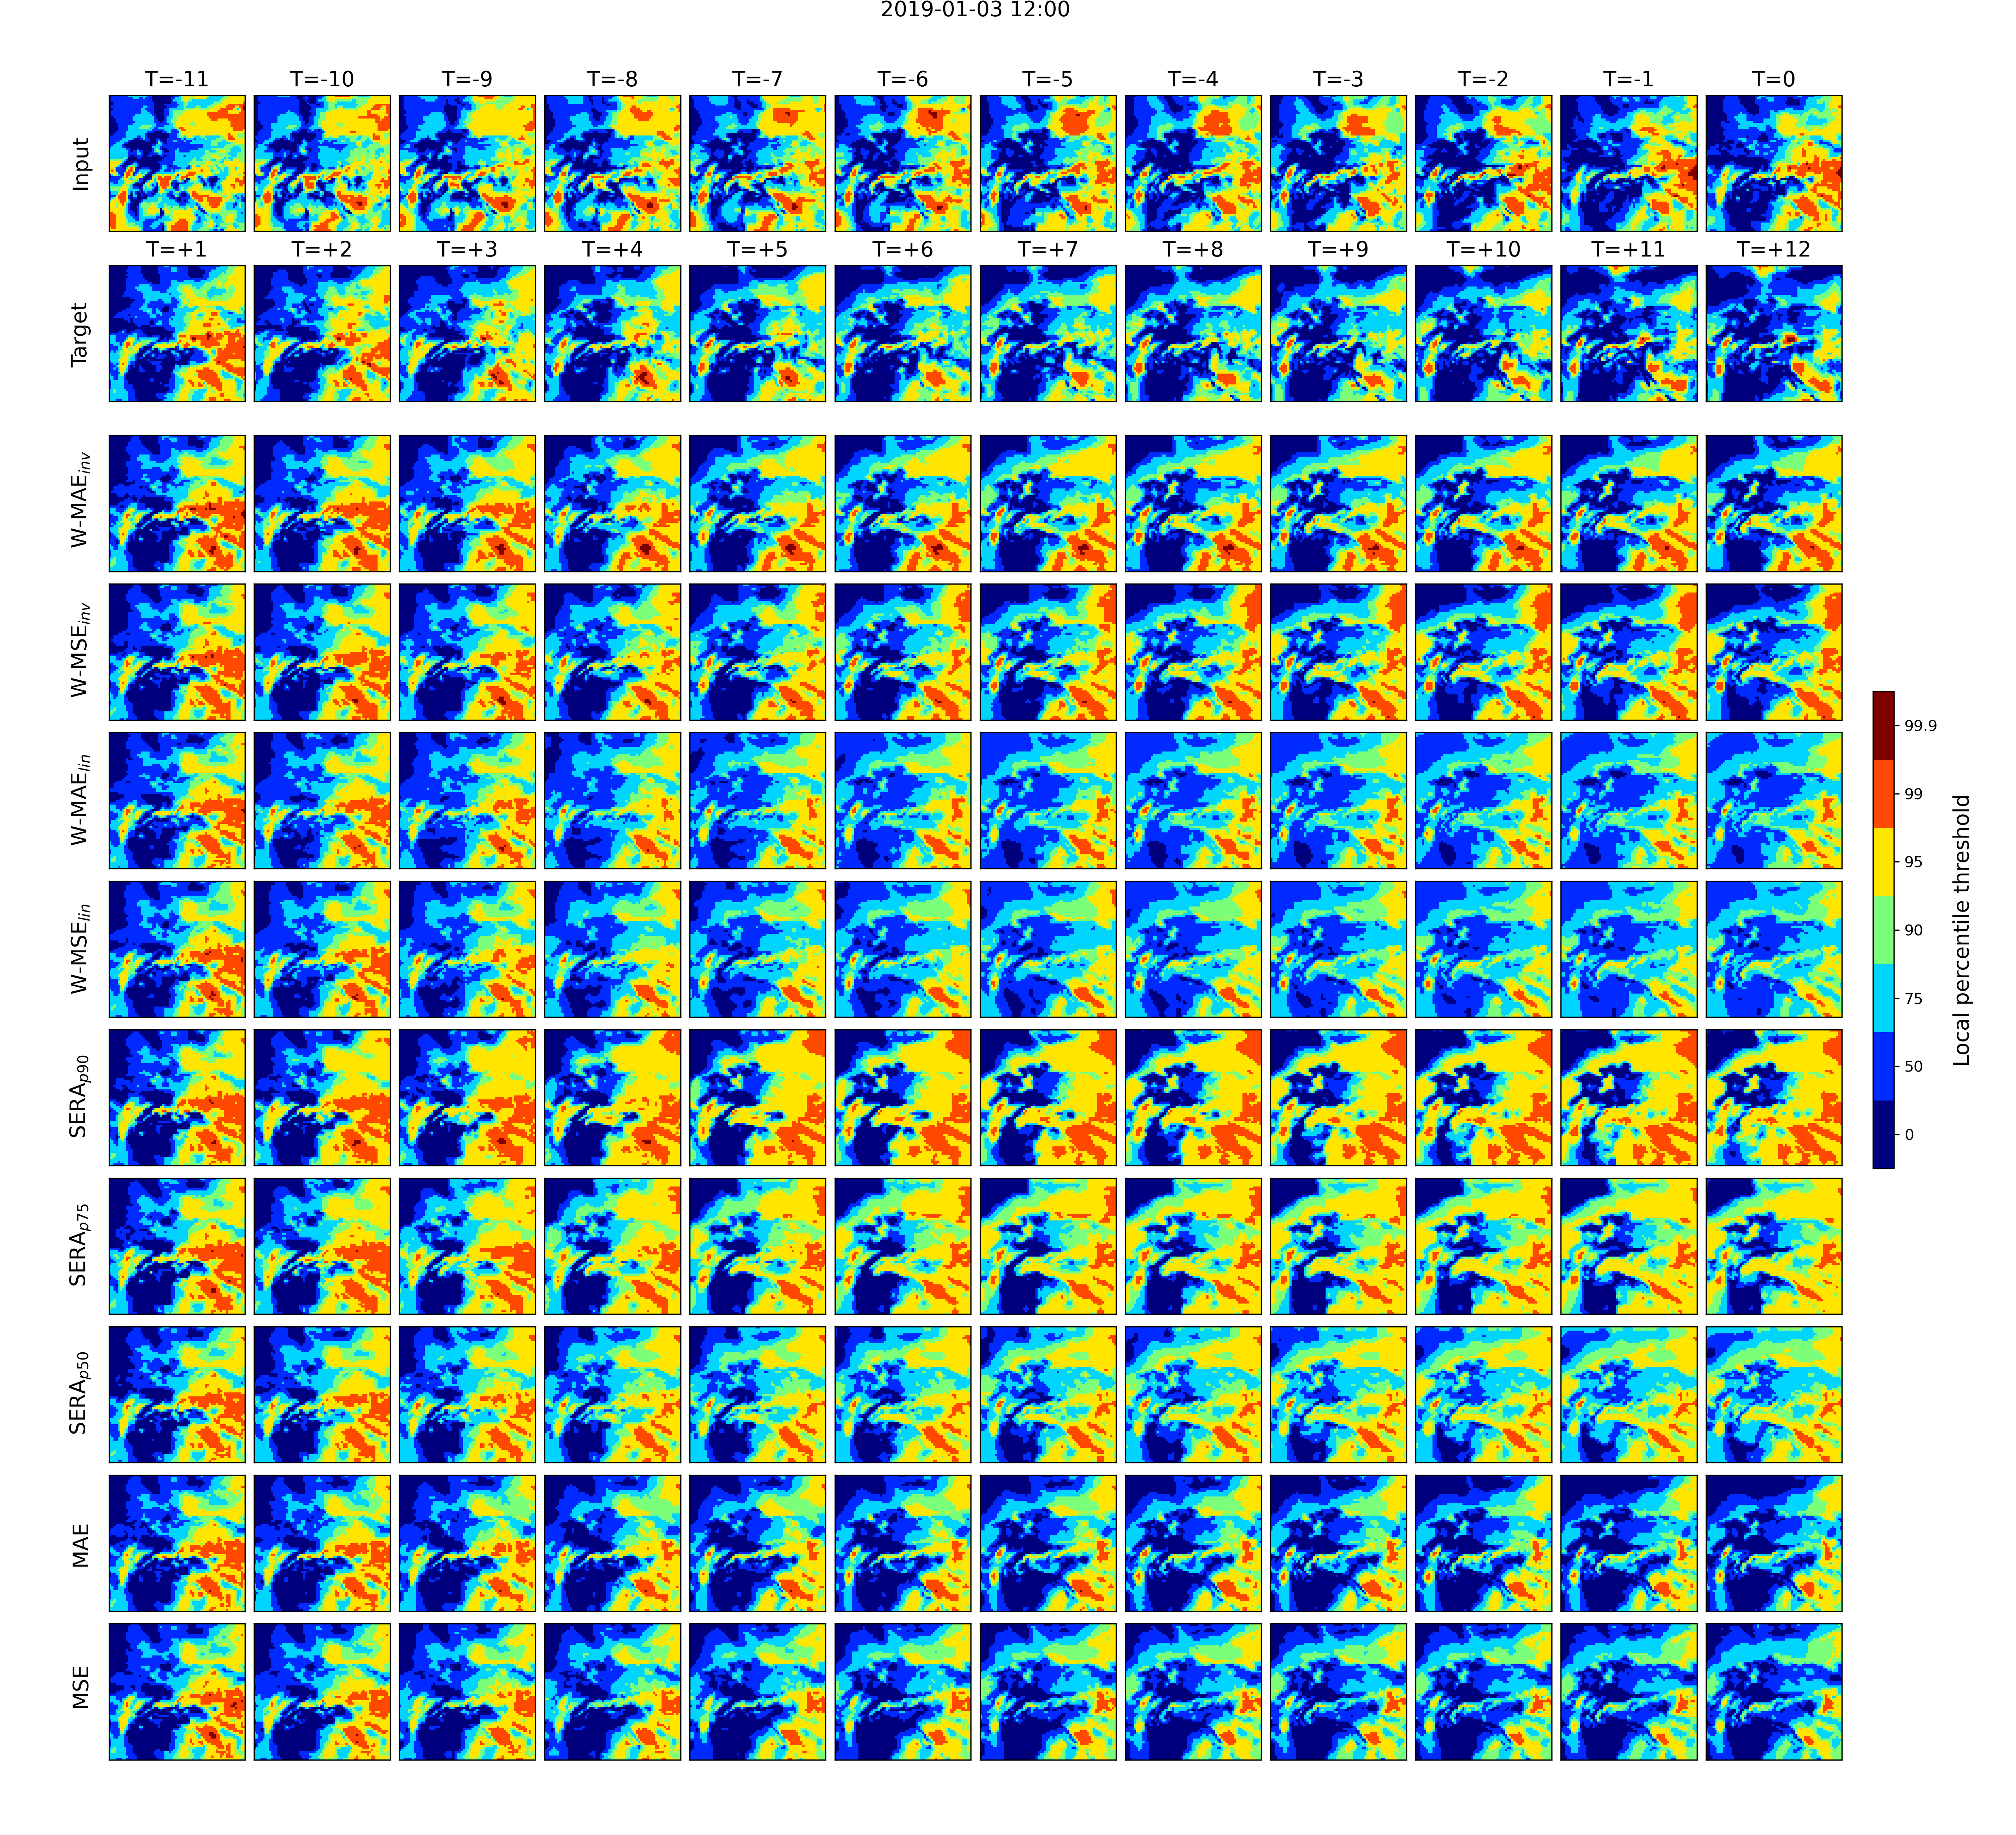 2019-01-03 12:00
T=-11 T=-10 T=-9 T=-8 T=-7 T=-6 T=-5 T=-4 T=-3 T=-2 T=-1 T=0
Input
T=+1 T=+2 T=+3 T=+4 T=+5 T=+6 T=+7 T=+8 T=+9 T=+10 T=+11 T=+12
Target
W-MAEinv
W-MSEinv
W-MAElin
W-MSElin
SERAp90
SERAp75
SERAp50
MAE
MSE
99.9
99
95
90
75
50
0
Local percentile threshold